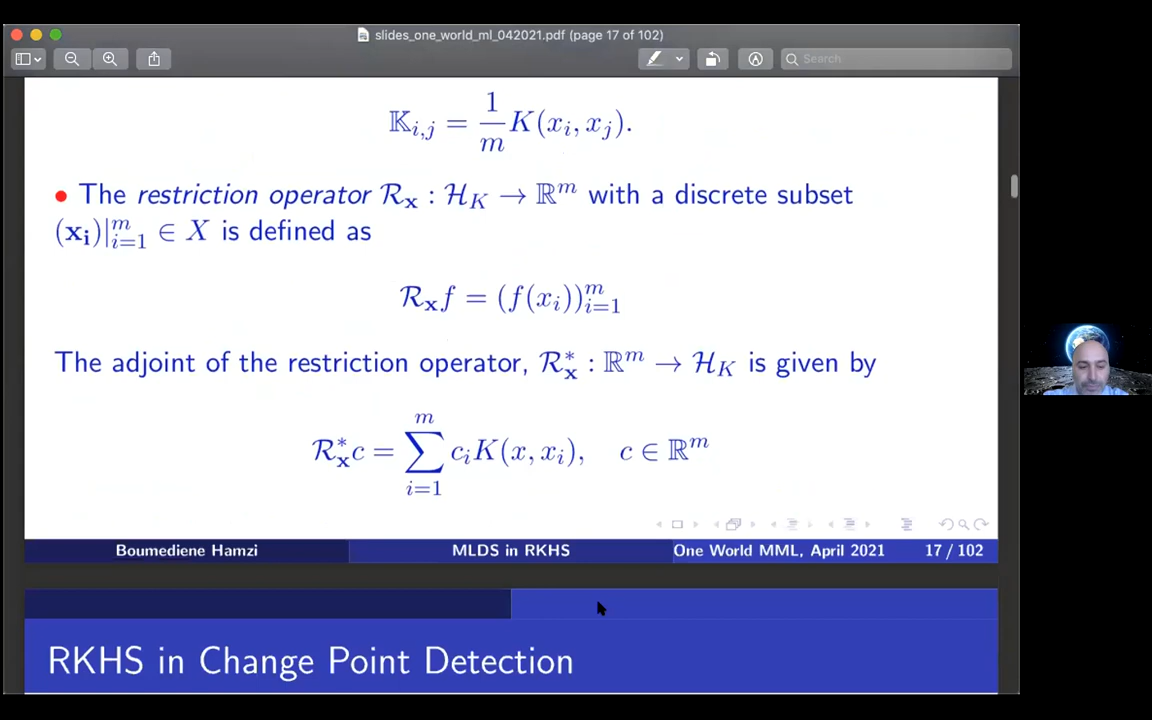 slides_one_world_ml_042021.pdf (page 17 of 102)
Search
𝕂_{i,j} = \frac{1}{m} K(x_i, x_j).
• The restriction operator ℛ_𝐱 : ℋ_K → ℝ^m with a discrete subset
(𝐱_𝐢)|_{i=1}^m ∈ X is defined as
ℛ_𝐱 f = (f(x_i))_{i=1}^m
The adjoint of the restriction operator, ℛ_𝐱^* : ℝ^m → ℋ_K is given by
ℛ_𝐱^* c = \sum_{i=1}^m c_i K(x, x_i), c ∈ ℝ^m
Boumediene Hamzi MLDS in RKHS One World MML, April 2021 17 / 102
RKHS in Change Point Detection